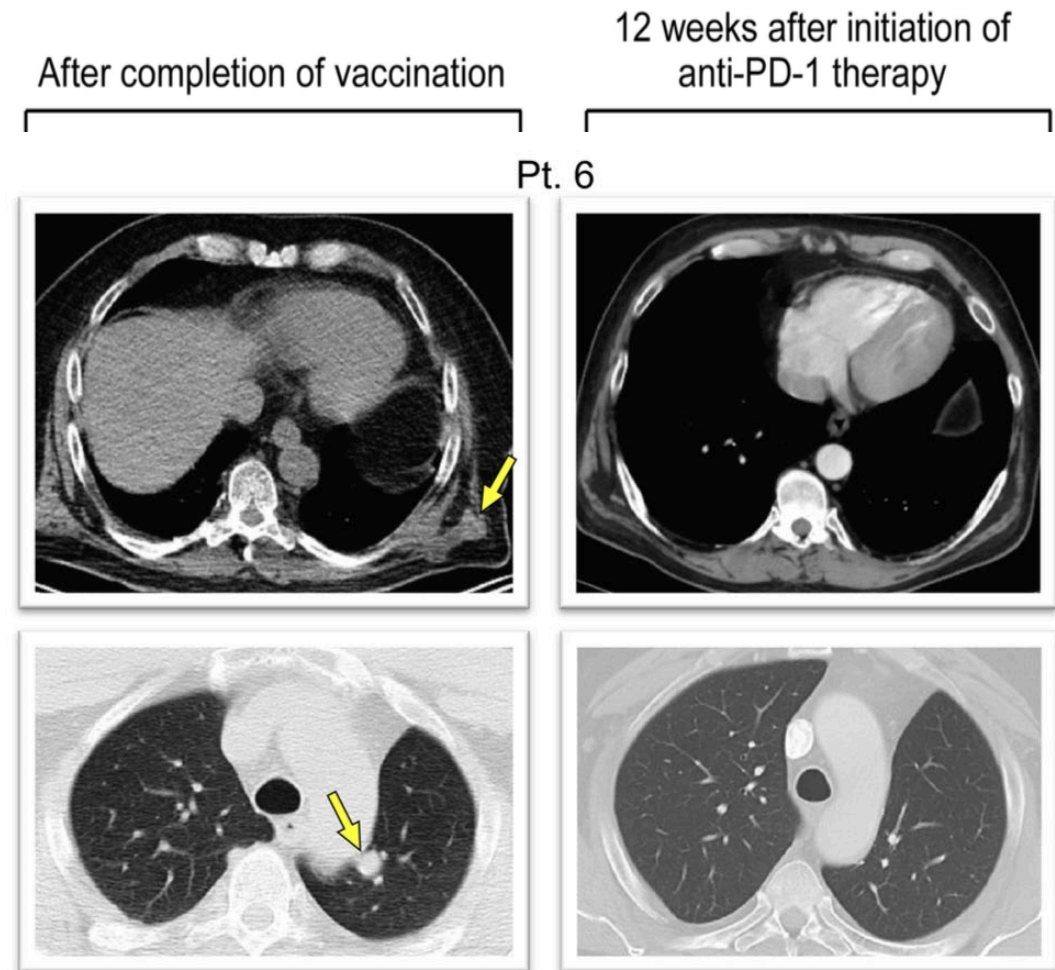 After completion of vaccination
12 weeks after initiation of
anti-PD-1 therapy
Pt. 6